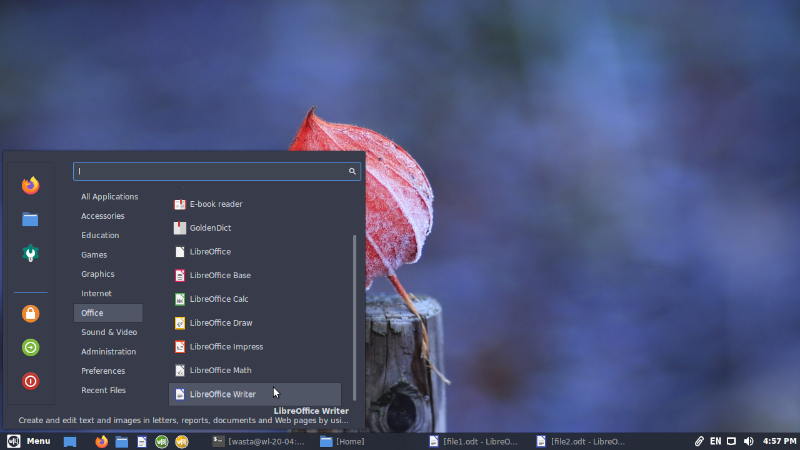 All Applications
Accessories
Education
Games
Graphics
Internet
Office
Sound & Video
Administration
Preferences
Recent Files
E-book reader
GoldenDict
LibreOffice
LibreOffice Base
LibreOffice Calc
LibreOffice Draw
LibreOffice Impress
LibreOffice Math
LibreOffice Writer
LibreOffice Writer
Create and edit text and images in letters, reports, documents and Web pages by usi...
Menu
[wasta@wl-20-04:...
[Home]
[file1.odt - LibreO...
[file2.odt - LibreO...
EN
4:57 PM